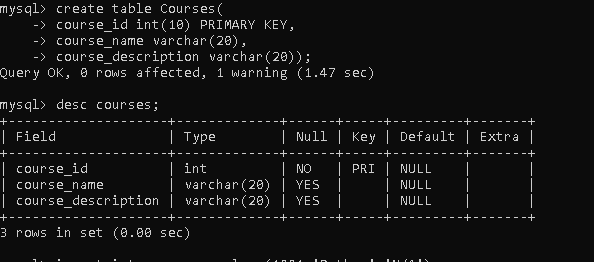 mysql> create table Courses(
    -> course_id int(10) PRIMARY KEY,
    -> course_name varchar(20),
    -> course_description varchar(20));
Query OK, 0 rows affected, 1 warning (1.47 sec)

mysql> desc courses;
+--------------------+-------------+------+-----+---------+-------+
| Field              | Type        | Null | Key | Default | Extra |
+--------------------+-------------+------+-----+---------+-------+
| course_id          | int         | NO   | PRI | NULL    |       |
| course_name        | varchar(20) | YES  |     | NULL    |       |
| course_description | varchar(20) | YES  |     | NULL    |       |
+--------------------+-------------+------+-----+---------+-------+
3 rows in set (0.00 sec)